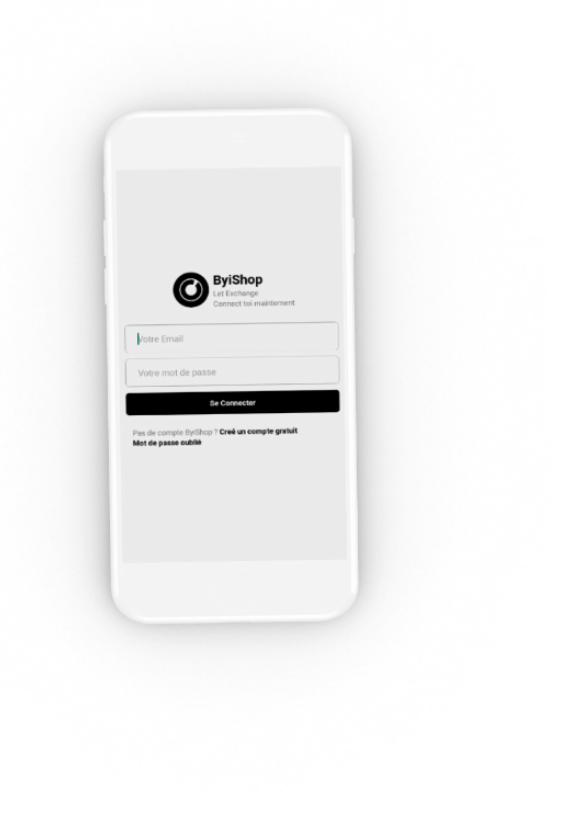 ByiShop
Let Exchange
Connect toi maintement
Votre Email
Votre mot de passe
Se Connecter
Pas de compte ByiShop ? Creé un compte gratuit
Mot de passe oublié